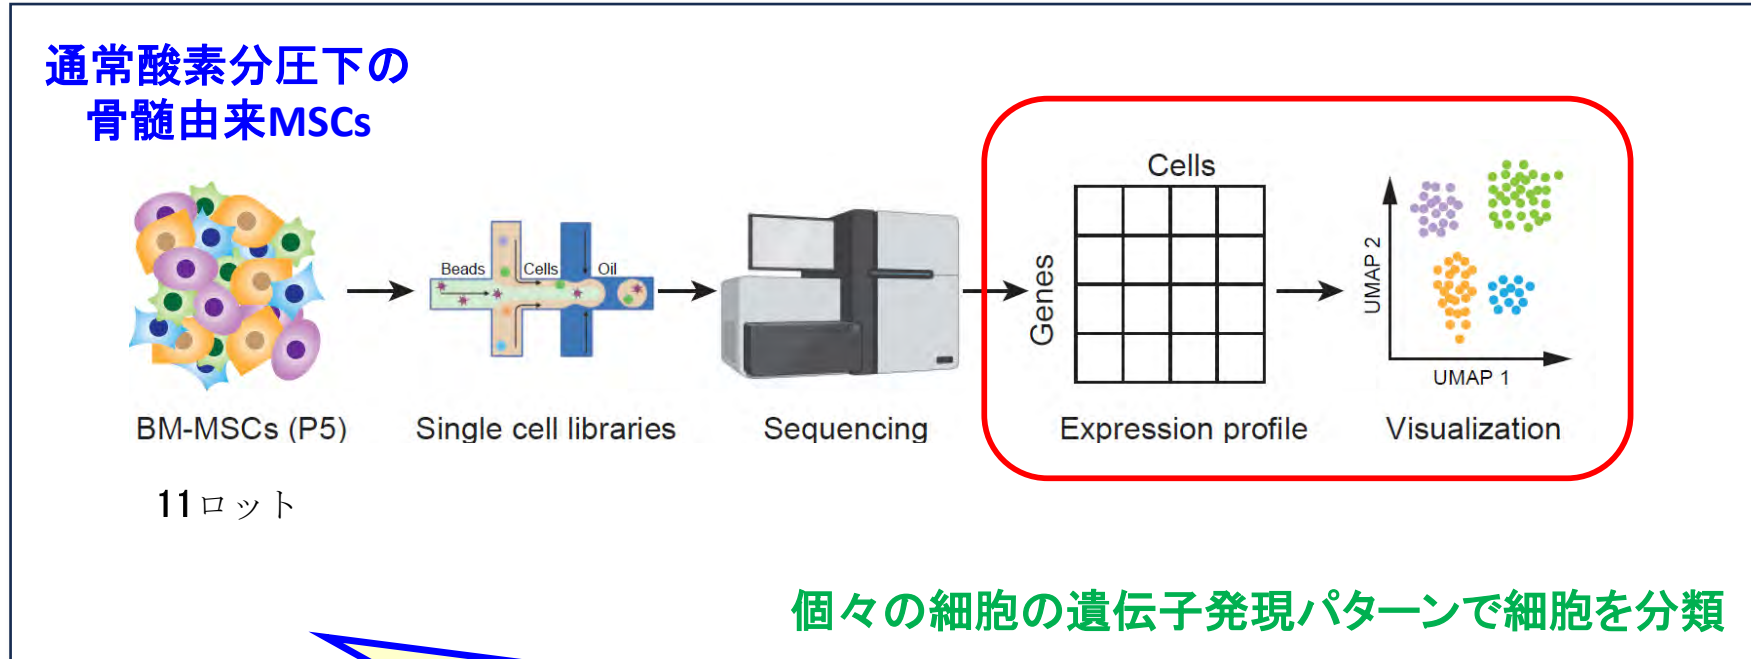 通常酸素分圧下の
骨髄由来MSCs
Beads
Cells
Oil
Cells
Genes
UMAP 2
UMAP 1
BM-MSCs (P5)
Single cell libraries
Sequencing
Expression profile
Visualization
11ロット
個々の細胞の遺伝子発現パターンで細胞を分類